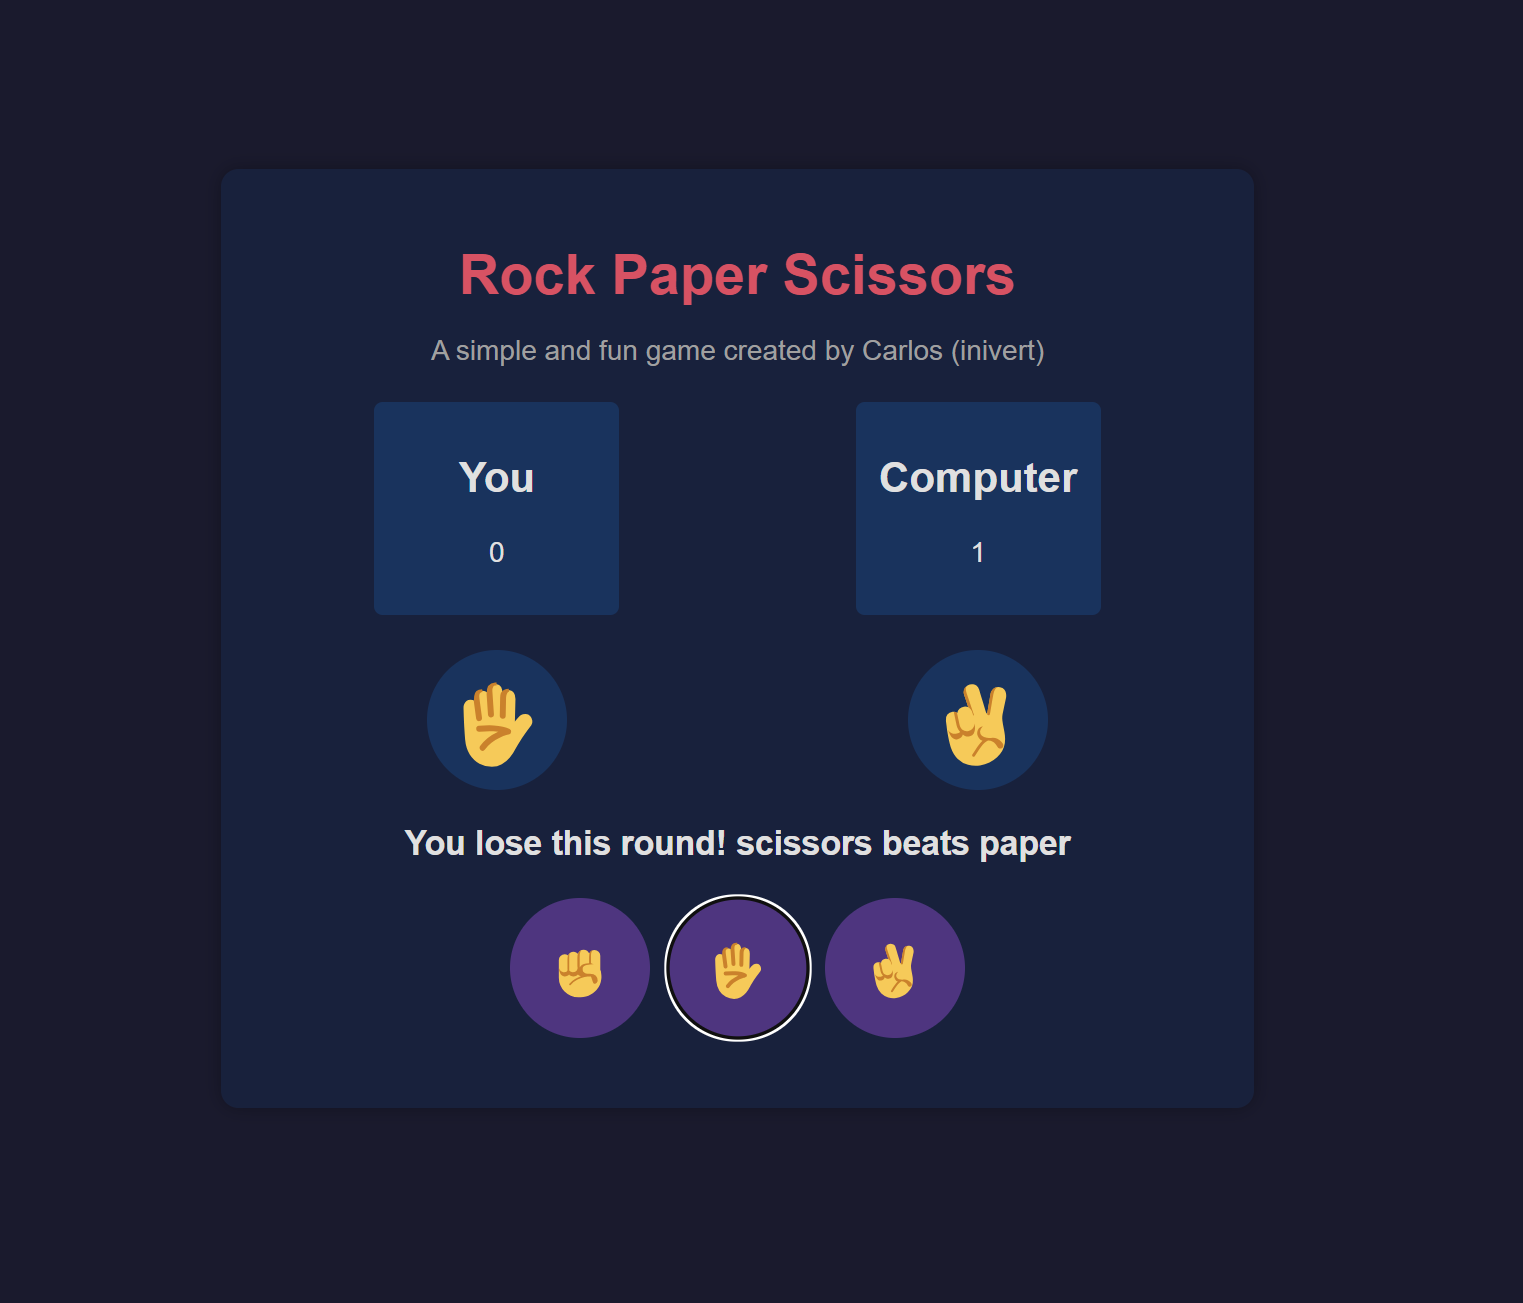 Rock Paper Scissors
A simple and fun game created by Carlos (inivert)
You
0
Computer
1
You lose this round! scissors beats paper